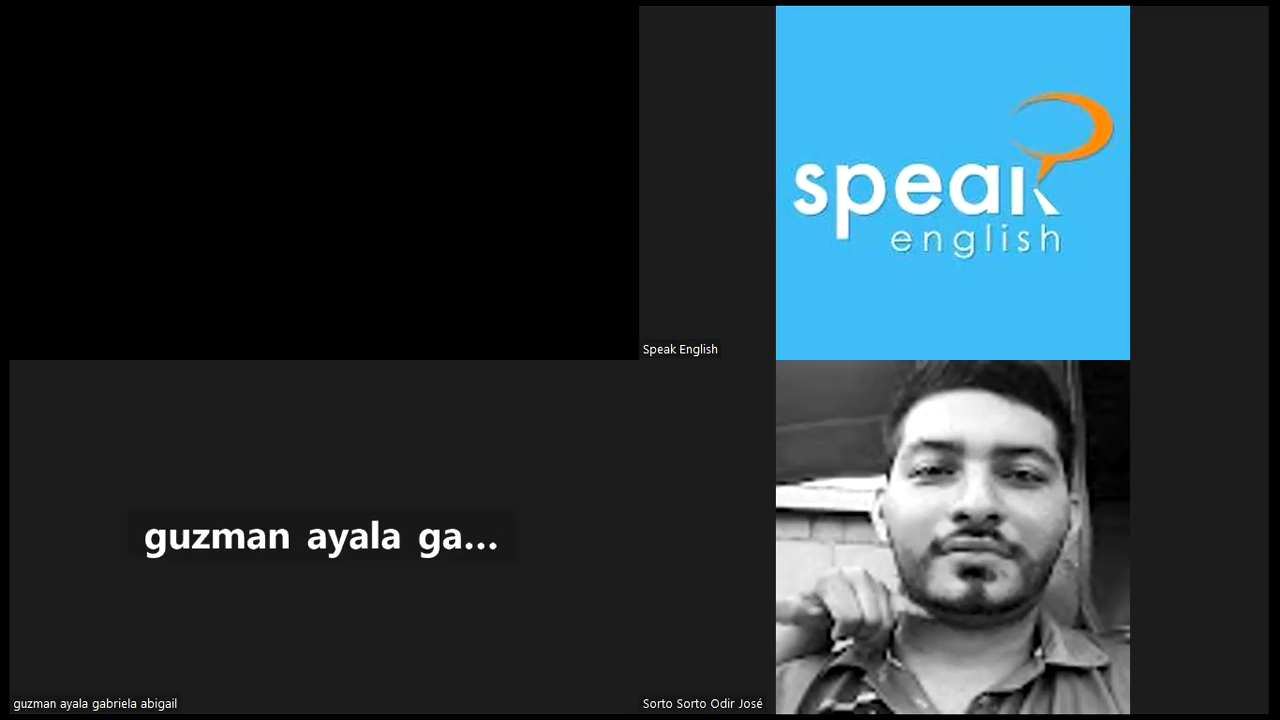 speak
english
Speak English
guzman ayala ga...
guzman ayala gabriela abigail
Sorto Sorto Odir José